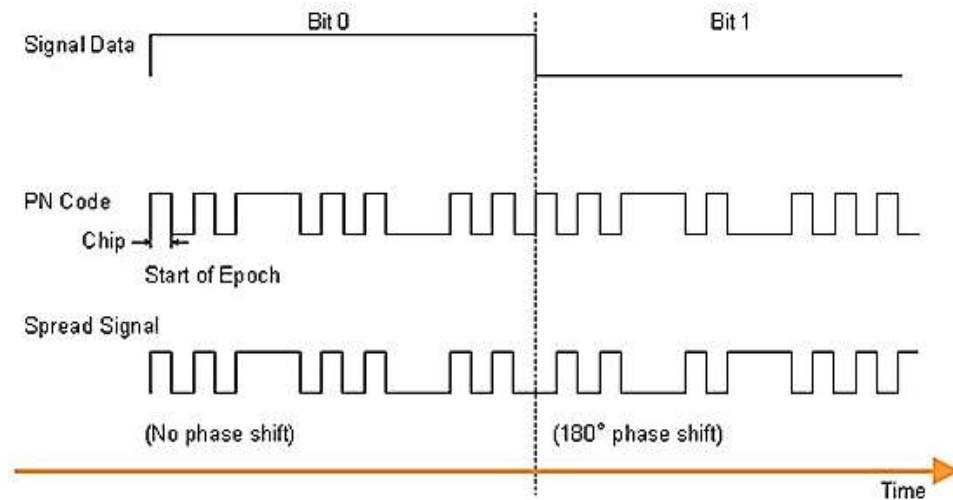 Bit 0
Bit 1
Signal Data
PN Code
Chip
Start of Epoch
Spread Signal
(No phase shift)
(180° phase shift)
Time